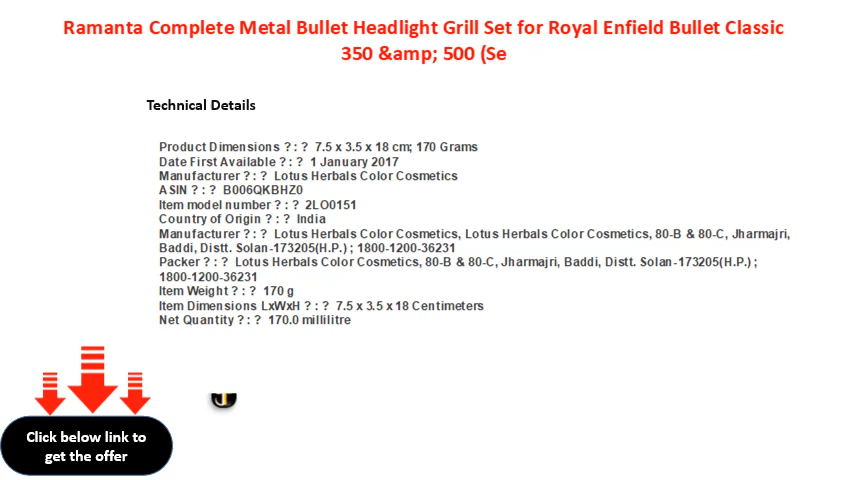 Ramanta Complete Metal Bullet Headlight Grill Set for Royal Enfield Bullet Classic
350 &amp; 500 (Se
Technical Details
Product Dimensions ? : ? 7.5 x 3.5 x 18 cm; 170 Grams
Date First Available ? : ? 1 January 2017
Manufacturer ? : ? Lotus Herbals Color Cosmetics
ASIN ? : ? B006QKBHZ0
Item model number ? : ? 2LO0151
Country of Origin ? : ? India
Manufacturer ? : ? Lotus Herbals Color Cosmetics, Lotus Herbals Color Cosmetics, 80-B & 80-C, Jharmajri,
Baddi, Distt. Solan-173205(H.P.) ; 1800-1200-36231
Packer ? : ? Lotus Herbals Color Cosmetics, 80-B & 80-C, Jharmajri, Baddi, Distt. Solan-173205(H.P.) ;
1800-1200-36231
Item Weight ? : ? 170 g
Item Dimensions LxWxH ? : ? 7.5 x 3.5 x 18 Centimeters
Net Quantity ? : ? 170.0 millilitre
Click below link to
get the offer